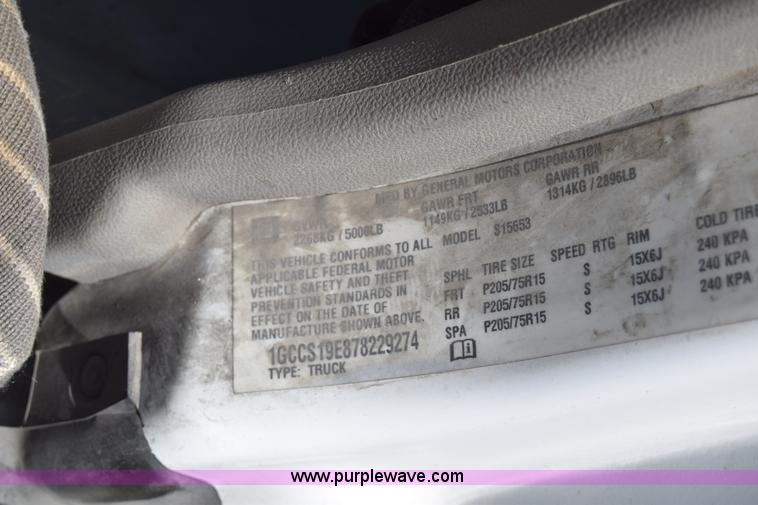 MFD BY GENERAL MOTORS CORPORATION
GVWR GAWR FRT GAWR RR
2268KG / 5000LB 1149KG / 2533LB 1314KG / 2896LB
THIS VEHICLE CONFORMS TO ALL
APPLICABLE FEDERAL MOTOR
VEHICLE SAFETY AND THEFT
PREVENTION STANDARDS IN
EFFECT ON THE DATE OF
MANUFACTURE SHOWN ABOVE.
1GCCS19E878229274
TYPE: TRUCK
MODEL S15653
SPHL TIRE SIZE SPEED RTG RIM COLD TIRE
FRT P205/75R15 S 15X6J 240 KPA
RR P205/75R15 S 15X6J 240 KPA
SPA P205/75R15 S 15X6J 240 KPA
www.purplewave.com